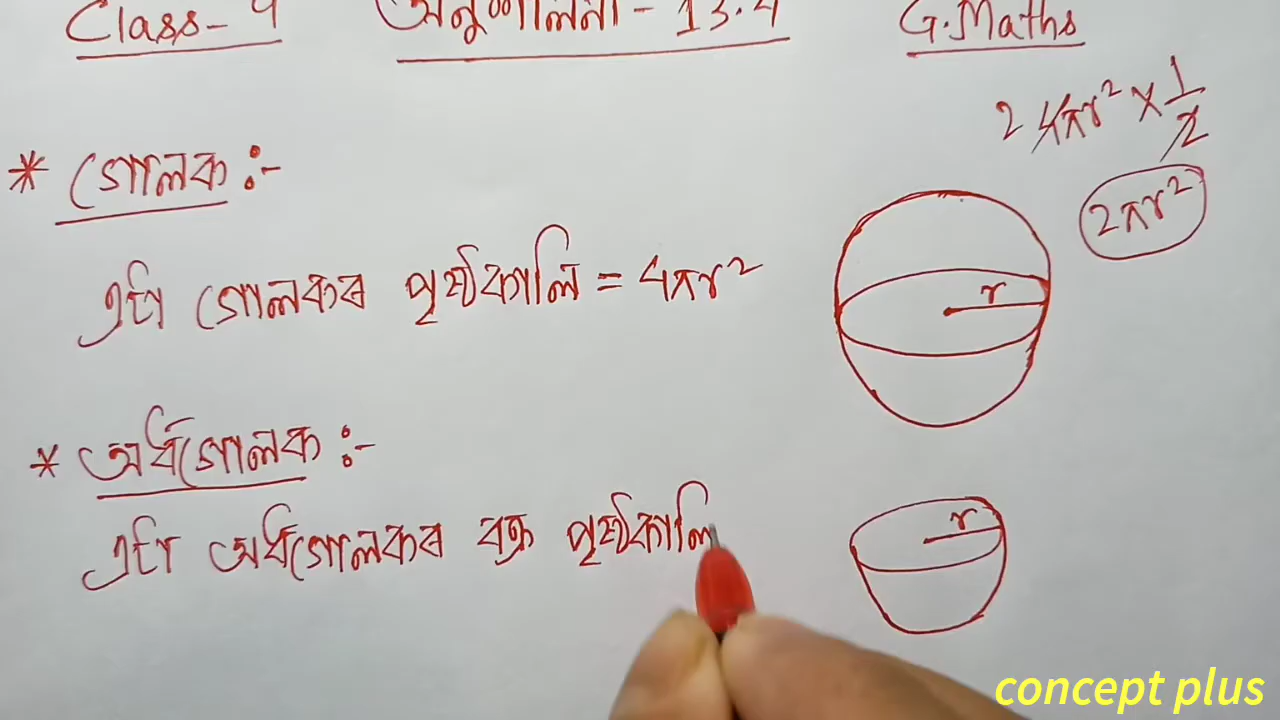 Class - 9
অনুশীলনী - 13.4
G. Maths
* গোলক :-
এটা গোলকৰ পৃষ্ঠকালি = 4πr²
r
2 4πr² × 1/2
2πr²
* অৰ্ধগোলক :-
এটা অৰ্ধগোলকৰ বক্ৰ পৃষ্ঠকালি
r
concept plus